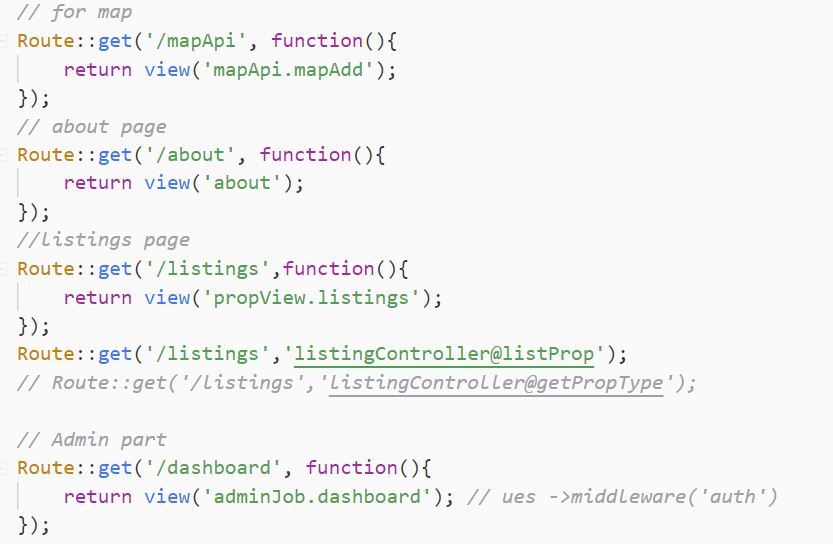 // for map
Route::get('/mapApi', function(){
    return view('mapApi.mapAdd');
});
// about page
Route::get('/about', function(){
    return view('about');
});
//listings page
Route::get('/listings',function(){
    return view('propView.listings');
});
Route::get('/listings','listingController@listProp');
// Route::get('/listings','listingController@getPropType');

// Admin part
Route::get('/dashboard', function(){
    return view('adminJob.dashboard'); // ues ->middleware('auth')
});